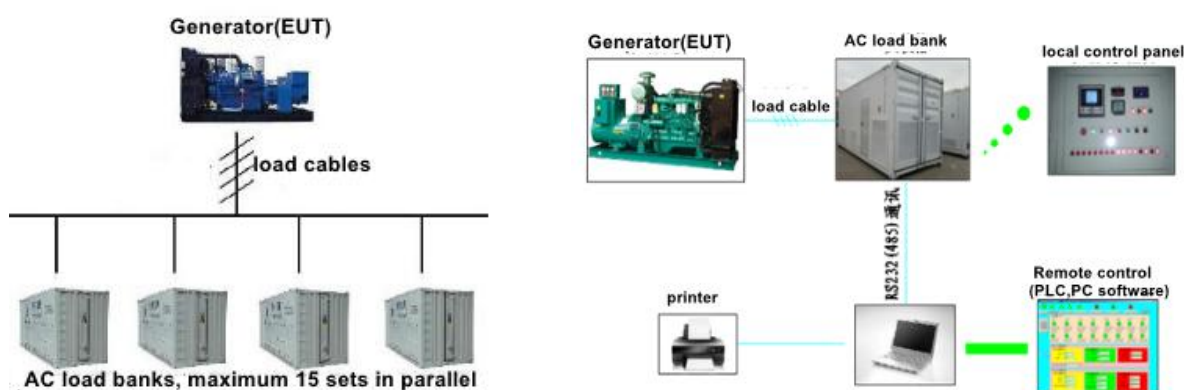 Generator(EUT)
load cables
AC load banks, maximum 15 sets in parallel
Generator(EUT)
load cable
AC load bank
local control panel
RS232 (485) 通讯
printer
Remote control
(PLC,PC software)